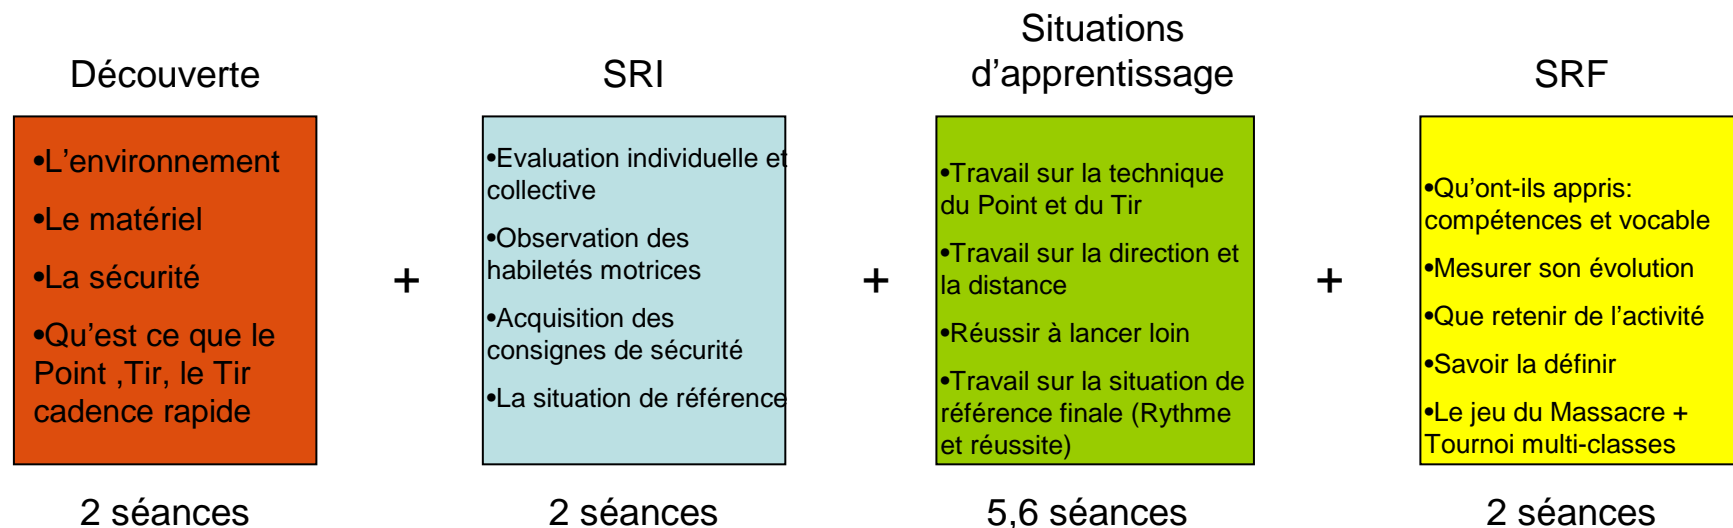 Découverte
•L'environnement
•Le matériel
•La sécurité
•Qu'est ce que le
Point ,Tir, le Tir
cadence rapide
2 séances
+
SRI
•Evaluation individuelle et
collective
•Observation des
habiletés motrices
•Acquisition des
consignes de sécurité
•La situation de référence
2 séances
+
Situations
d'apprentissage
•Travail sur la technique
du Point et du Tir
•Travail sur la direction et
la distance
•Réussir à lancer loin
•Travail sur la situation de
référence finale (Rythme
et réussite)
5,6 séances
+
SRF
•Qu'ont-ils appris:
compétences et vocable
•Mesurer son évolution
•Que retenir de l'activité
•Savoir la définir
•Le jeu du Massacre +
Tournoi multi-classes
2 séances